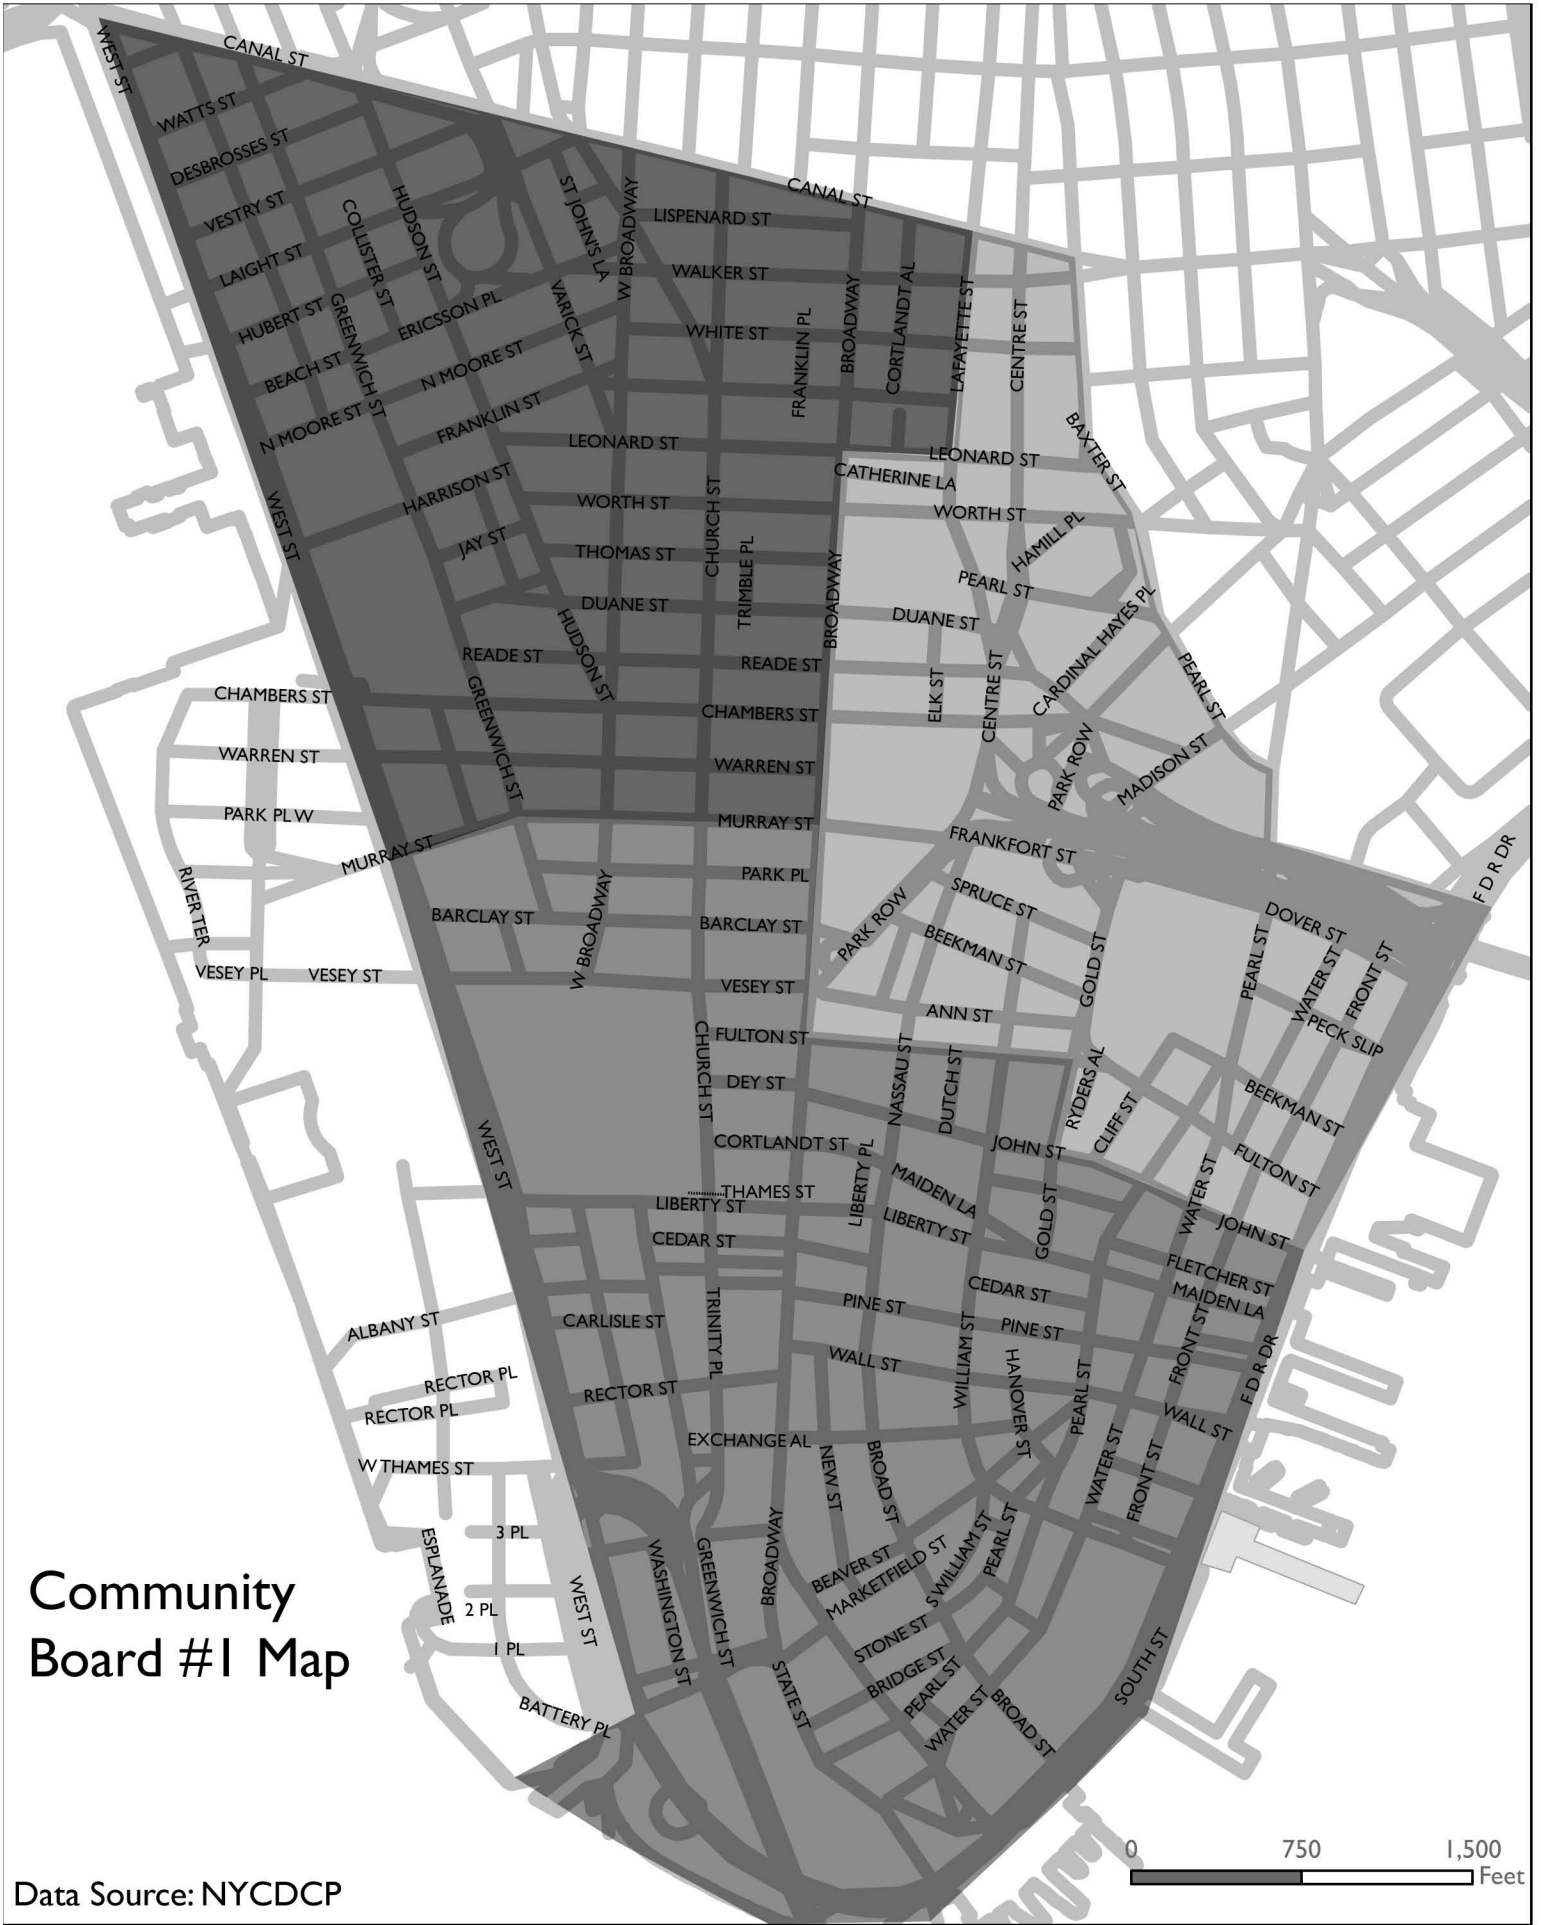 CANAL ST
WEST ST
WATTS ST
DESBROSSES ST
VESTRY ST
LAIGHT ST
HUBERT ST
BEACH ST
N MOORE ST
COLLISTER ST
HUDSON ST
GREENWICH ST
ERICSSON PL
N MOORE ST
FRANKLIN ST
ST JOHN'S LA
VARICK ST
W BROADWAY
CANAL ST
LISPENARD ST
WALKER ST
WHITE ST
FRANKLIN PL
BROADWAY
CORTLANDT AL
LAFAYETTE ST
CENTRE ST
BAXTER ST
LEONARD ST
LEONARD ST
CATHERINE LA
HARRISON ST
WEST ST
JAY ST
WORTH ST
WORTH ST
CHURCH ST
THOMAS ST
TRIMBLE PL
HAMILL PL
PEARL ST
DUANE ST
BROADWAY
DUANE ST
CARDINAL HAYES PL
HUDSON ST
READE ST
READE ST
ELK ST
CENTRE ST
PEARL ST
CHAMBERS ST
GREENWICH ST
CHAMBERS ST
WARREN ST
WARREN ST
PARK ROW
MADISON ST
PARK PL W
MURRAY ST
MURRAY ST
FRANKFORT ST
F D R DR
RIVER TER
PARK PL
SPRUCE ST
PARK ROW
DOVER ST
BARCLAY ST
W BROADWAY
BARCLAY ST
BEEKMAN ST
GOLD ST
PEARL ST
WATER ST
FRONT ST
VESEY PL
VESEY ST
VESEY ST
ANN ST
PECK SLIP
CHURCH ST
FULTON ST
NASSAU ST
DUTCH ST
RYDERS AL
CLIFF ST
BEEKMAN ST
DEY ST
WEST ST
CORTLANDT ST
LIBERTY PL
JOHN ST
FULTON ST
THAMES ST
LIBERTY ST
MAIDEN LA
LIBERTY ST
GOLD ST
WATER ST
JOHN ST
CEDAR ST
FLETCHER ST
MAIDEN LA
CEDAR ST
ALBANY ST
CARLISLE ST
TRINITY PL
PINE ST
PINE ST
FRONT ST
F D R DR
WALL ST
WILLIAM ST
HANOVER ST
PEARL ST
RECTOR PL
RECTOR PL
RECTOR ST
WALL ST
EXCHANGE AL
NEW ST
BROAD ST
WATER ST
FRONT ST
W THAMES ST
3 PL
ESPLANADE
2 PL
1 PL
WEST ST
WASHINGTON ST
GREENWICH ST
BROADWAY
BEAVER ST
MARKETFIELD ST
S WILLIAM ST
PEARL ST
STONE ST
BRIDGE ST
PEARL ST
WATER ST
BROAD ST
SOUTH ST
STATE ST
BATTERY PL
Community
Board #1 Map
0 750 1,500
Feet
Data Source: NYCDCP